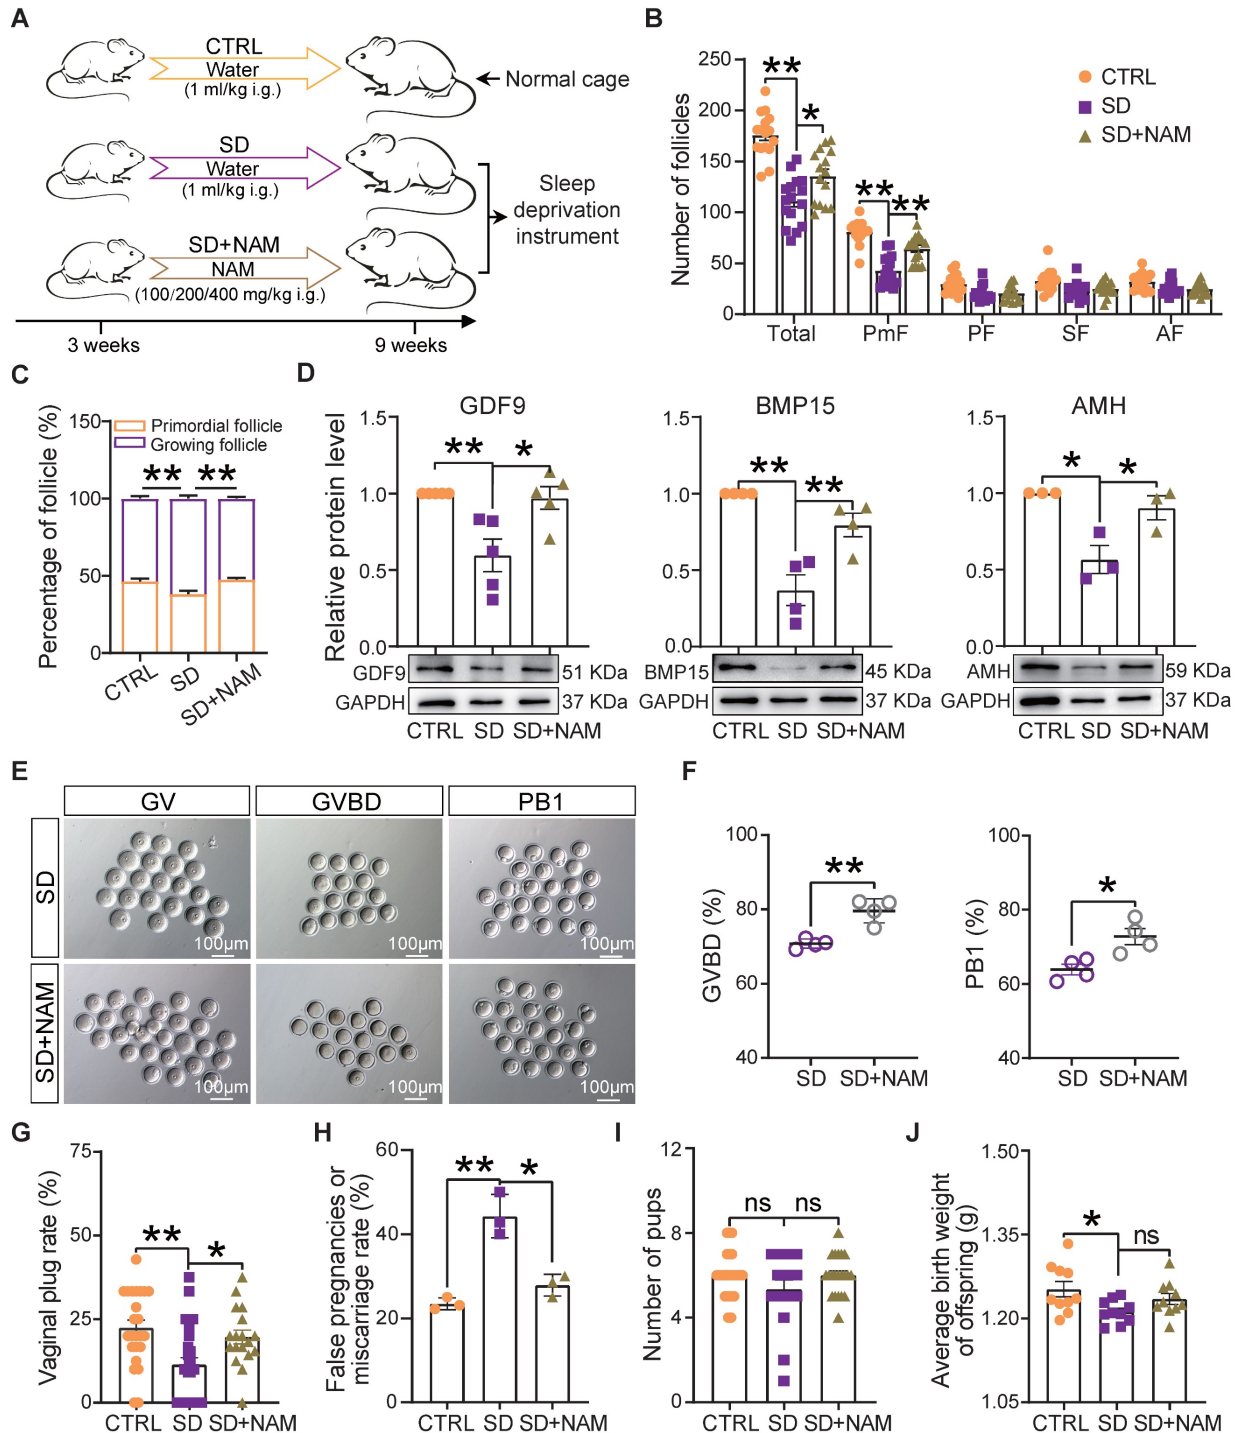 A
CTRL
Water
(1 ml/kg i.g.)
Normal cage
SD
Water
(1 ml/kg i.g.)
Sleep
deprivation
instrument
SD+NAM
NAM
(100/200/400 mg/kg i.g.)
3 weeks
9 weeks
B
Number of follicles
250
200
150
100
50
0
** * ** **
CTRL
SD
SD+NAM
Total PmF PF SF AF
C
Percentage of follicle (%)
150
100
50
0
Primordial follicle
Growing follicle
** **
CTRL SD SD+NAM
D
Relative protein level
GDF9
1.5
1.0
0.5
0.0
** *
GDF9 51 KDa
GAPDH 37 KDa
CTRL SD SD+NAM
BMP15
1.5
1.0
0.5
0.0
** **
BMP15 45 KDa
GAPDH 37 KDa
CTRL SD SD+NAM
AMH
1.5
1.0
0.5
0.0
* *
AMH 59 KDa
GAPDH 37 KDa
CTRL SD SD+NAM
E
GV GVBD PB1
SD
100μm 100μm 100μm
SD+NAM
100μm 100μm 100μm
F
GVBD (%)
100
80
60
40
**
SD SD+NAM
PB1 (%)
100
80
60
40
*
SD SD+NAM
G
Vaginal plug rate (%)
75
50
25
0
** *
CTRL SD SD+NAM
H
False pregnancies or
miscarriage rate (%)
60
40
20
0
** *
CTRL SD SD+NAM
I
Number of pups
12
8
4
0
ns ns
CTRL SD SD+NAM
J
Average birth weight
of offspring (g)
1.50
1.35
1.20
1.05
* ns
CTRL SD SD+NAM